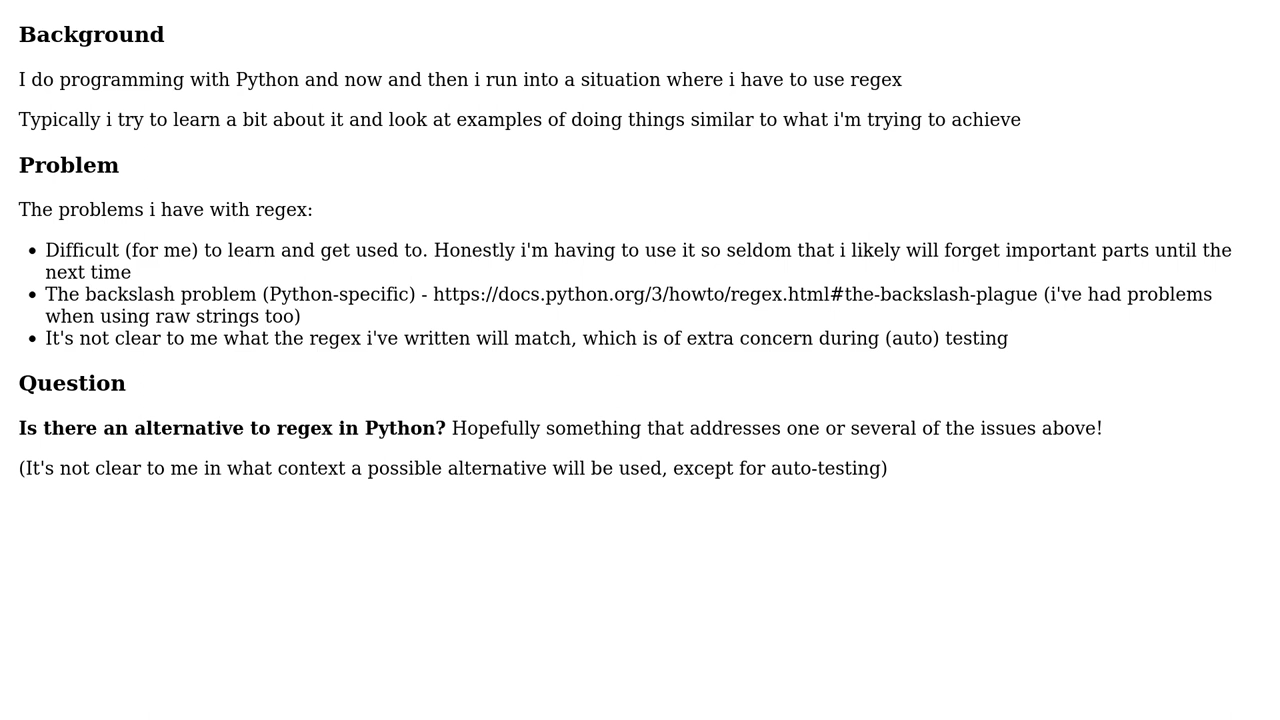 Background
I do programming with Python and now and then i run into a situation where i have to use regex
Typically i try to learn a bit about it and look at examples of doing things similar to what i'm trying to achieve
Problem
The problems i have with regex:
• Difficult (for me) to learn and get used to. Honestly i'm having to use it so seldom that i likely will forget important parts until the
next time
• The backslash problem (Python-specific) - https://docs.python.org/3/howto/regex.html#the-backslash-plague (i've had problems
when using raw strings too)
• It's not clear to me what the regex i've written will match, which is of extra concern during (auto) testing
Question
Is there an alternative to regex in Python? Hopefully something that addresses one or several of the issues above!
(It's not clear to me in what context a possible alternative will be used, except for auto-testing)